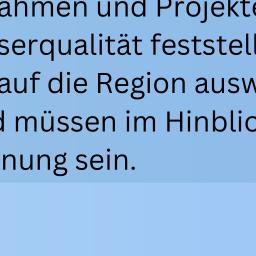 ahmen und Projekte
serqualität feststell
auf die Region ausw
d müssen im Hinblic
nung sein.